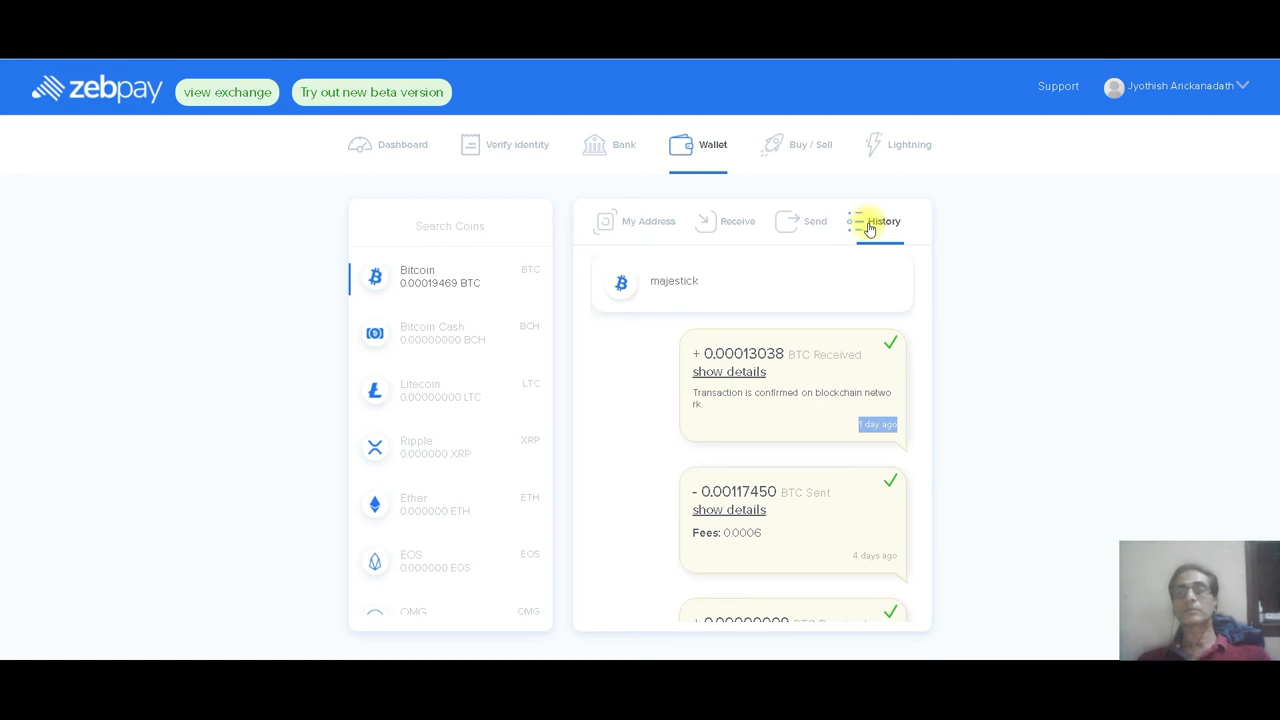 zebpay
view exchange
Try out new beta version
Support
Jyothish Arickanadath
Dashboard
Verify identity
Bank
Wallet
Buy / Sell
Lightning
Search Coins
Bitcoin
BTC
0.00019469 BTC
Bitcoin Cash
BCH
0.00000000 BCH
Litecoin
LTC
0.00000000 LTC
Ripple
XRP
0.000000 XRP
Ether
ETH
0.000000 ETH
EOS
EOS
0.000000 EOS
OMG
OMG
My Address
Receive
Send
History
majestick
+ 0.00013038 BTC Received
show details
Transaction is confirmed on blockchain netwo
rk.
1 day ago
- 0.00117450 BTC Sent
show details
Fees: 0.0006
4 days ago